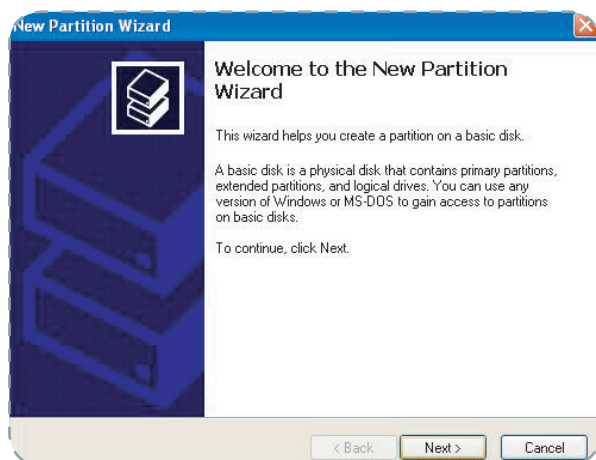 New Partition Wizard
Welcome to the New Partition
Wizard
This wizard helps you create a partition on a basic disk.
A basic disk is a physical disk that contains primary partitions,
extended partitions, and logical drives. You can use any
version of Windows or MS-DOS to gain access to partitions
on basic disks.
To continue, click Next.
< Back Next > Cancel